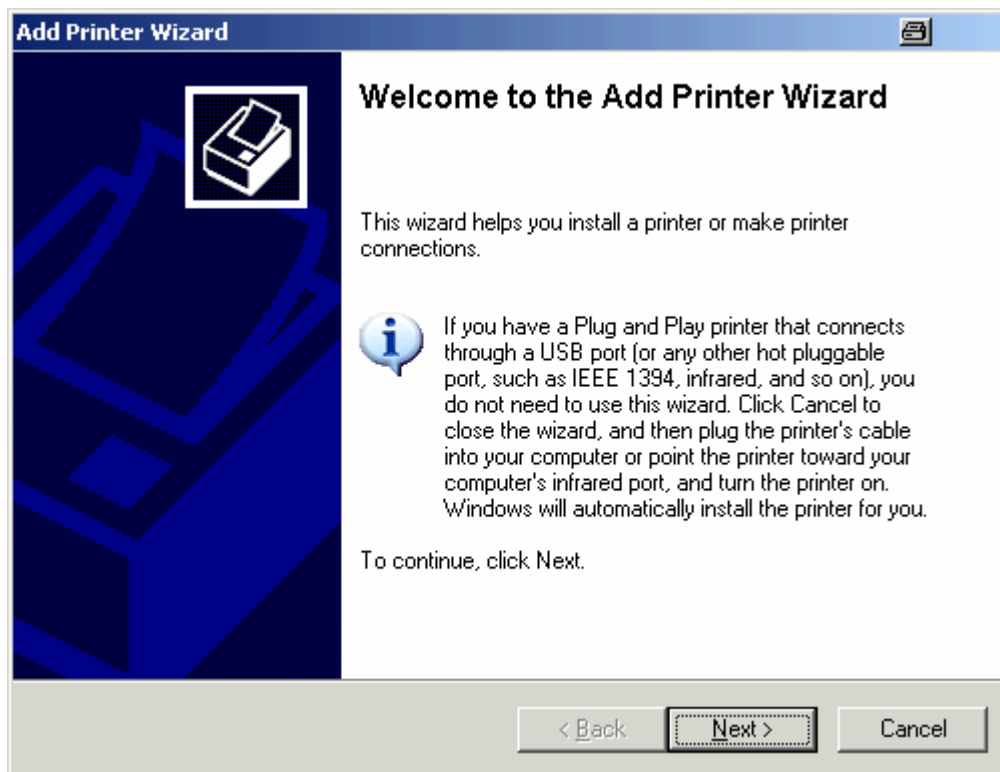 Add Printer Wizard
Welcome to the Add Printer Wizard
This wizard helps you install a printer or make printer
connections.
If you have a Plug and Play printer that connects
through a USB port (or any other hot pluggable
port, such as IEEE 1394, infrared, and so on), you
do not need to use this wizard. Click Cancel to
close the wizard, and then plug the printer's cable
into your computer or point the printer toward your
computer's infrared port, and turn the printer on.
Windows will automatically install the printer for you.
To continue, click Next.
< Back
Next >
Cancel